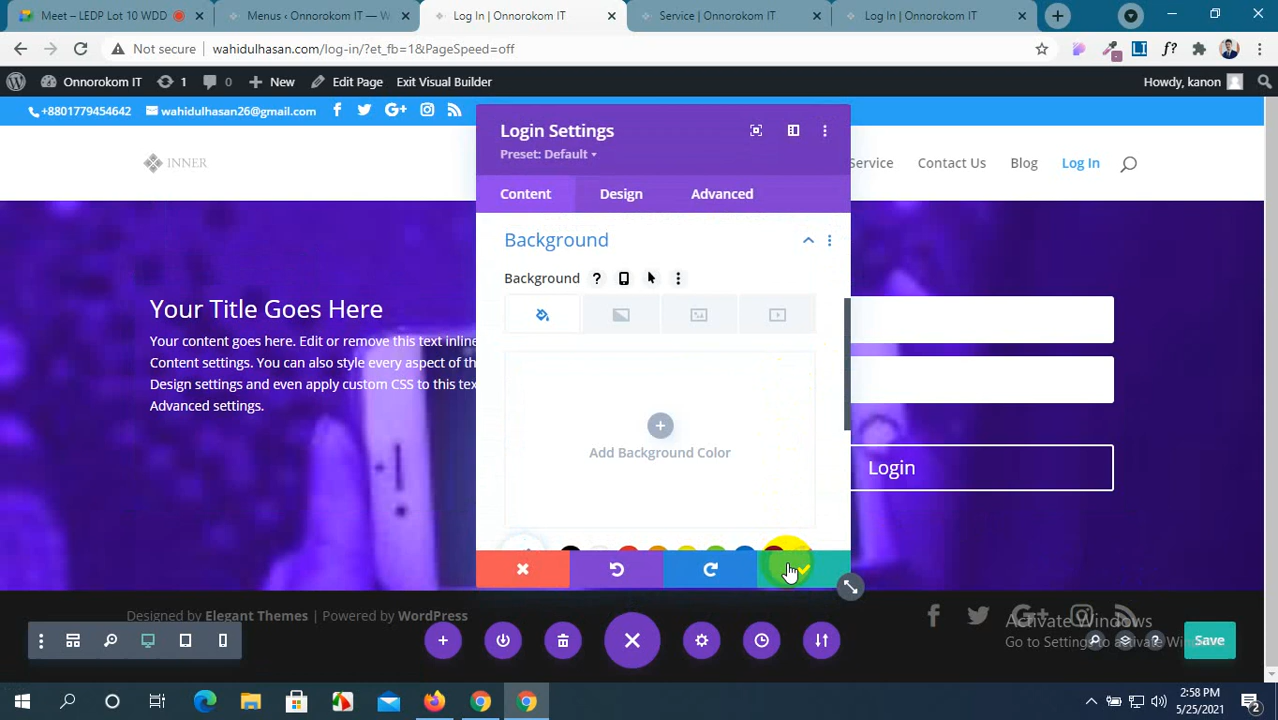 Meet – LEDP Lot 10 WDD
Menus ‹ Onnorokom IT — W
Log In | Onnorokom IT
Service | Onnorokom IT
Log In | Onnorokom IT
Not secure
wahidulhasan.com/log-in/?et_fb=1&PageSpeed=off
Onnorokom IT
1
0
New
Edit Page
Exit Visual Builder
Howdy, kanon
+8801779454642
wahidulhasan26@gmail.com
INNER
Service
Contact Us
Blog
Log In
Login Settings
Preset: Default
Content
Design
Advanced
Background
Background
Add Background Color
Your Title Goes Here
Your content goes here. Edit or remove this text inline
Content settings. You can also style every aspect of th
Design settings and even apply custom CSS to this tex
Advanced settings.
Login
Designed by Elegant Themes | Powered by WordPress
Activate Windows
Go to Settings to activate
Save
2:58 PM
5/25/2021
2